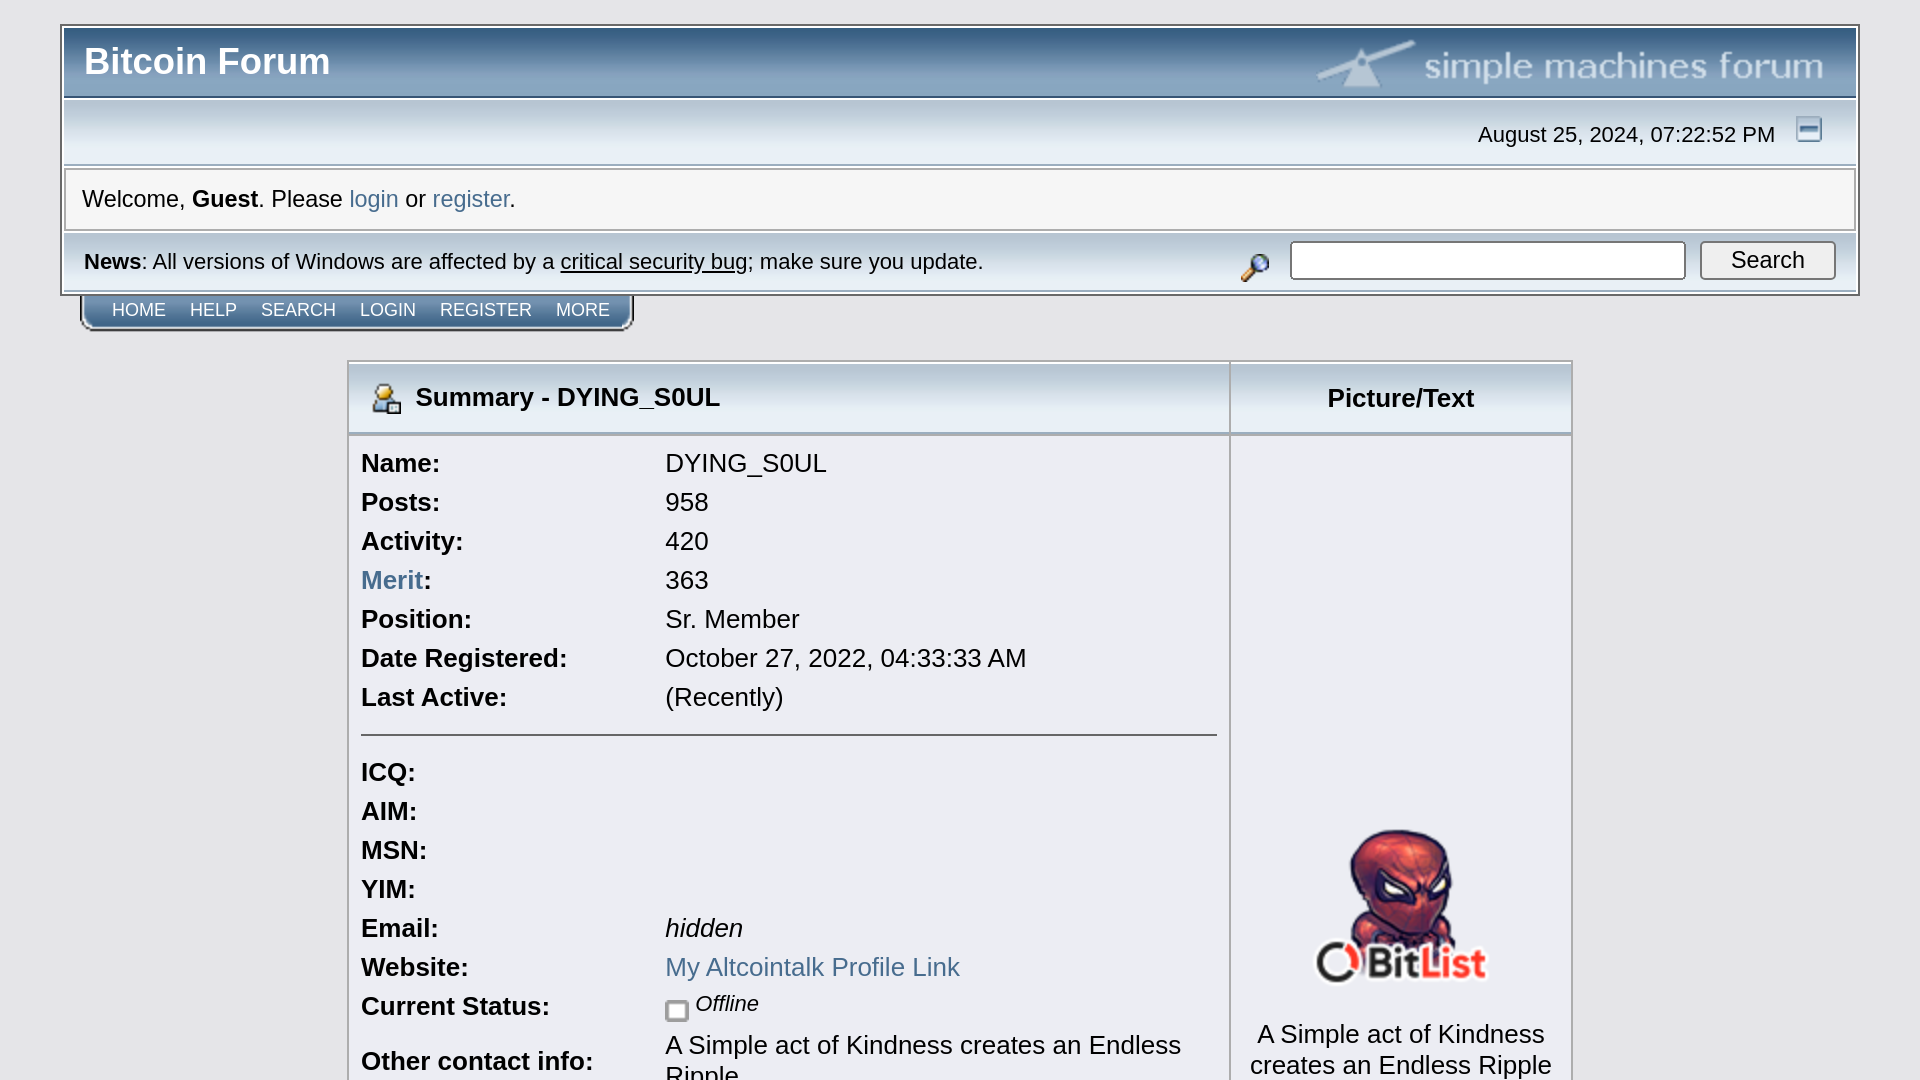 Bitcoin Forum
simple machines forum
August 25, 2024, 07:22:52 PM
Welcome, Guest. Please login or register.
News: All versions of Windows are affected by a critical security bug; make sure you update.
Search
HOME HELP SEARCH LOGIN REGISTER MORE
Summary - DYING_S0UL
Picture/Text
Name: DYING_S0UL
Posts: 958
Activity: 420
Merit: 363
Position: Sr. Member
Date Registered: October 27, 2022, 04:33:33 AM
Last Active: (Recently)
ICQ:
AIM:
MSN:
YIM:
Email: hidden
Website: My Altcointalk Profile Link
Current Status: Offline
Other contact info: A Simple act of Kindness creates an Endless
Ripple
BitList
A Simple act of Kindness
creates an Endless Ripple